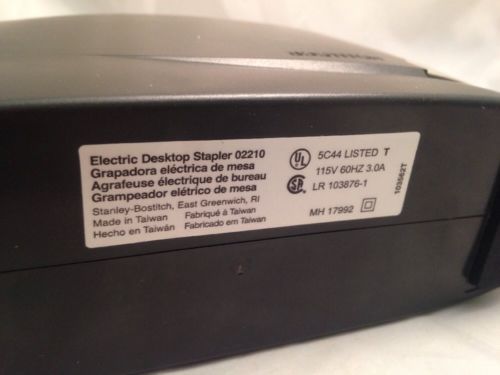 Electric Desktop Stapler 02210
Grapadora eléctrica de mesa
Agrafeuse électrique de bureau
Grampeador elétrico de mesa
Stanley-Bostitch, East Greenwich, RI
Made in Taiwan Fabriqué à Taiwan
Hecho en Taiwán Fabricado em Taiwan
UL 5C44 LISTED T
115V 60HZ 3.0A
SA LR 103876-1
MH 17992
103562T